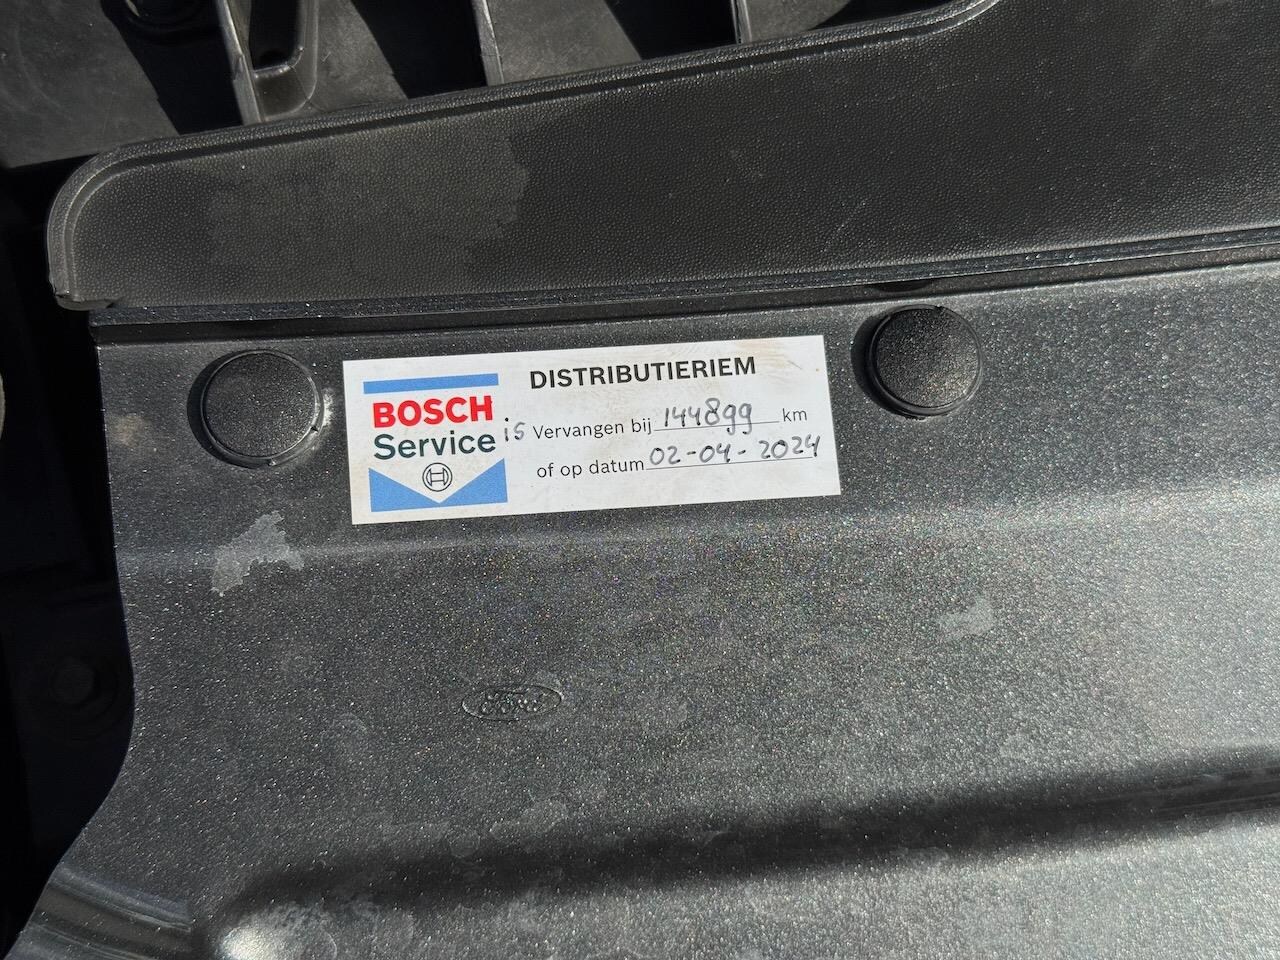 DISTRIBUTIERIEM
BOSCH
Service
is Vervangen bij 144899 km
of op datum 02-04-2024
Ford